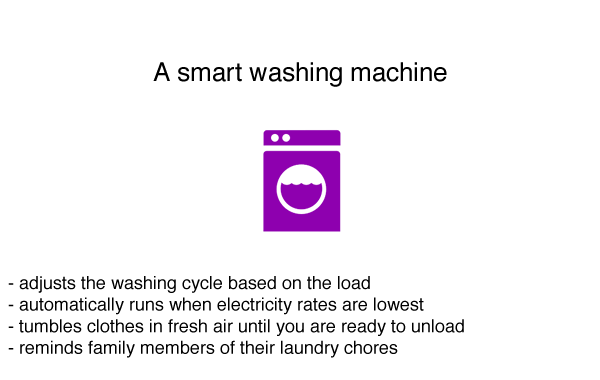 A smart washing machine
- adjusts the washing cycle based on the load
- automatically runs when electricity rates are lowest
- tumbles clothes in fresh air until you are ready to unload
- reminds family members of their laundry chores